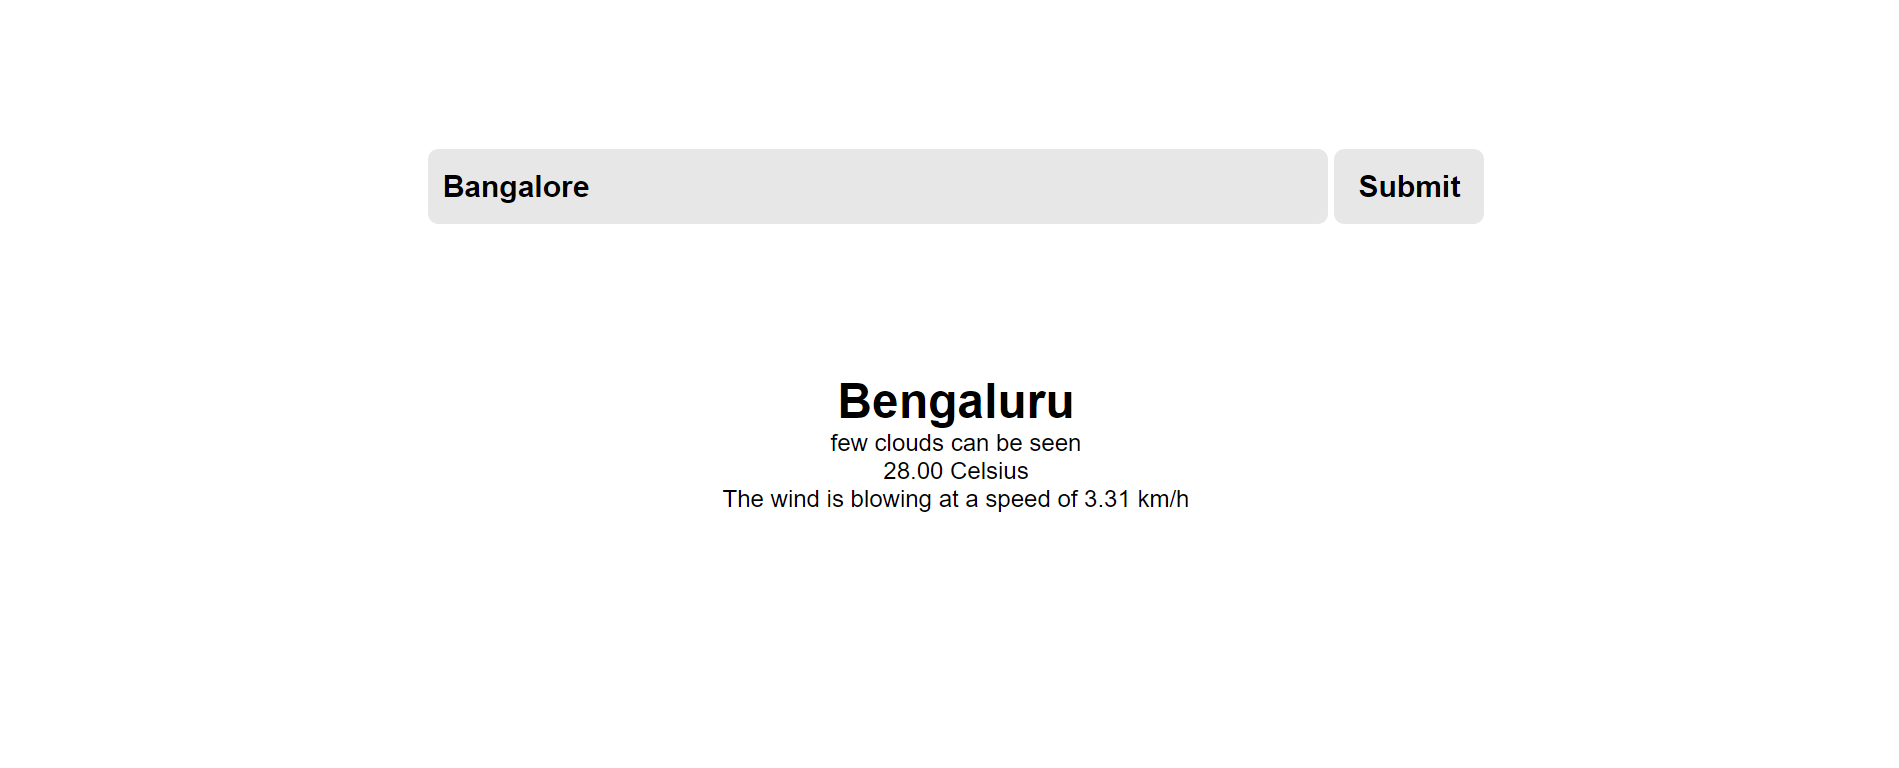 Bangalore
Submit
Bengaluru
few clouds can be seen
28.00 Celsius
The wind is blowing at a speed of 3.31 km/h